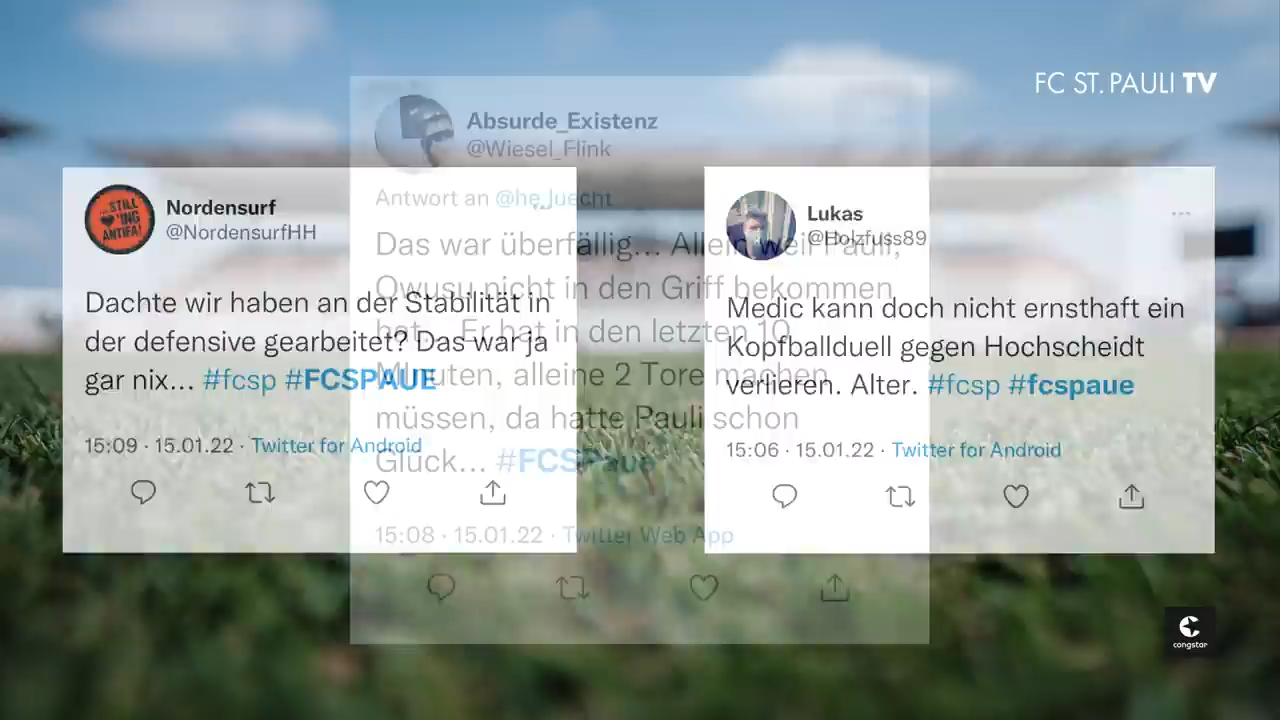 FC ST. PAULI TV
Nordensurf
@NordensurfHH
Dachte wir haben an der Stabilität in
der defensive gearbeitet? Das war ja
gar nix... #fcsp #FCSPAUE
15:09 · 15.01.22 · Twitter for Android
Absurde_Existenz
@Wiesel_Flink
Antwort an @he_luecht
Das war überfällig... Allein weil Pauli,
Owusu nicht in den Griff bekommen
hat... Er hat in den letzten 10
Minuten, alleine 2 Tore machen
müssen, da hatte Pauli schon
Glück... #FCSPaue
15:08 · 15.01.22 · Twitter Web App
Lukas
@Holzfuss89
Medic kann doch nicht ernsthaft ein
Kopfballduell gegen Hochscheidt
verlieren. Alter. #fcsp #fcspaue
15:06 · 15.01.22 · Twitter for Android
STILL
'ING
ANTIFA!
congstar